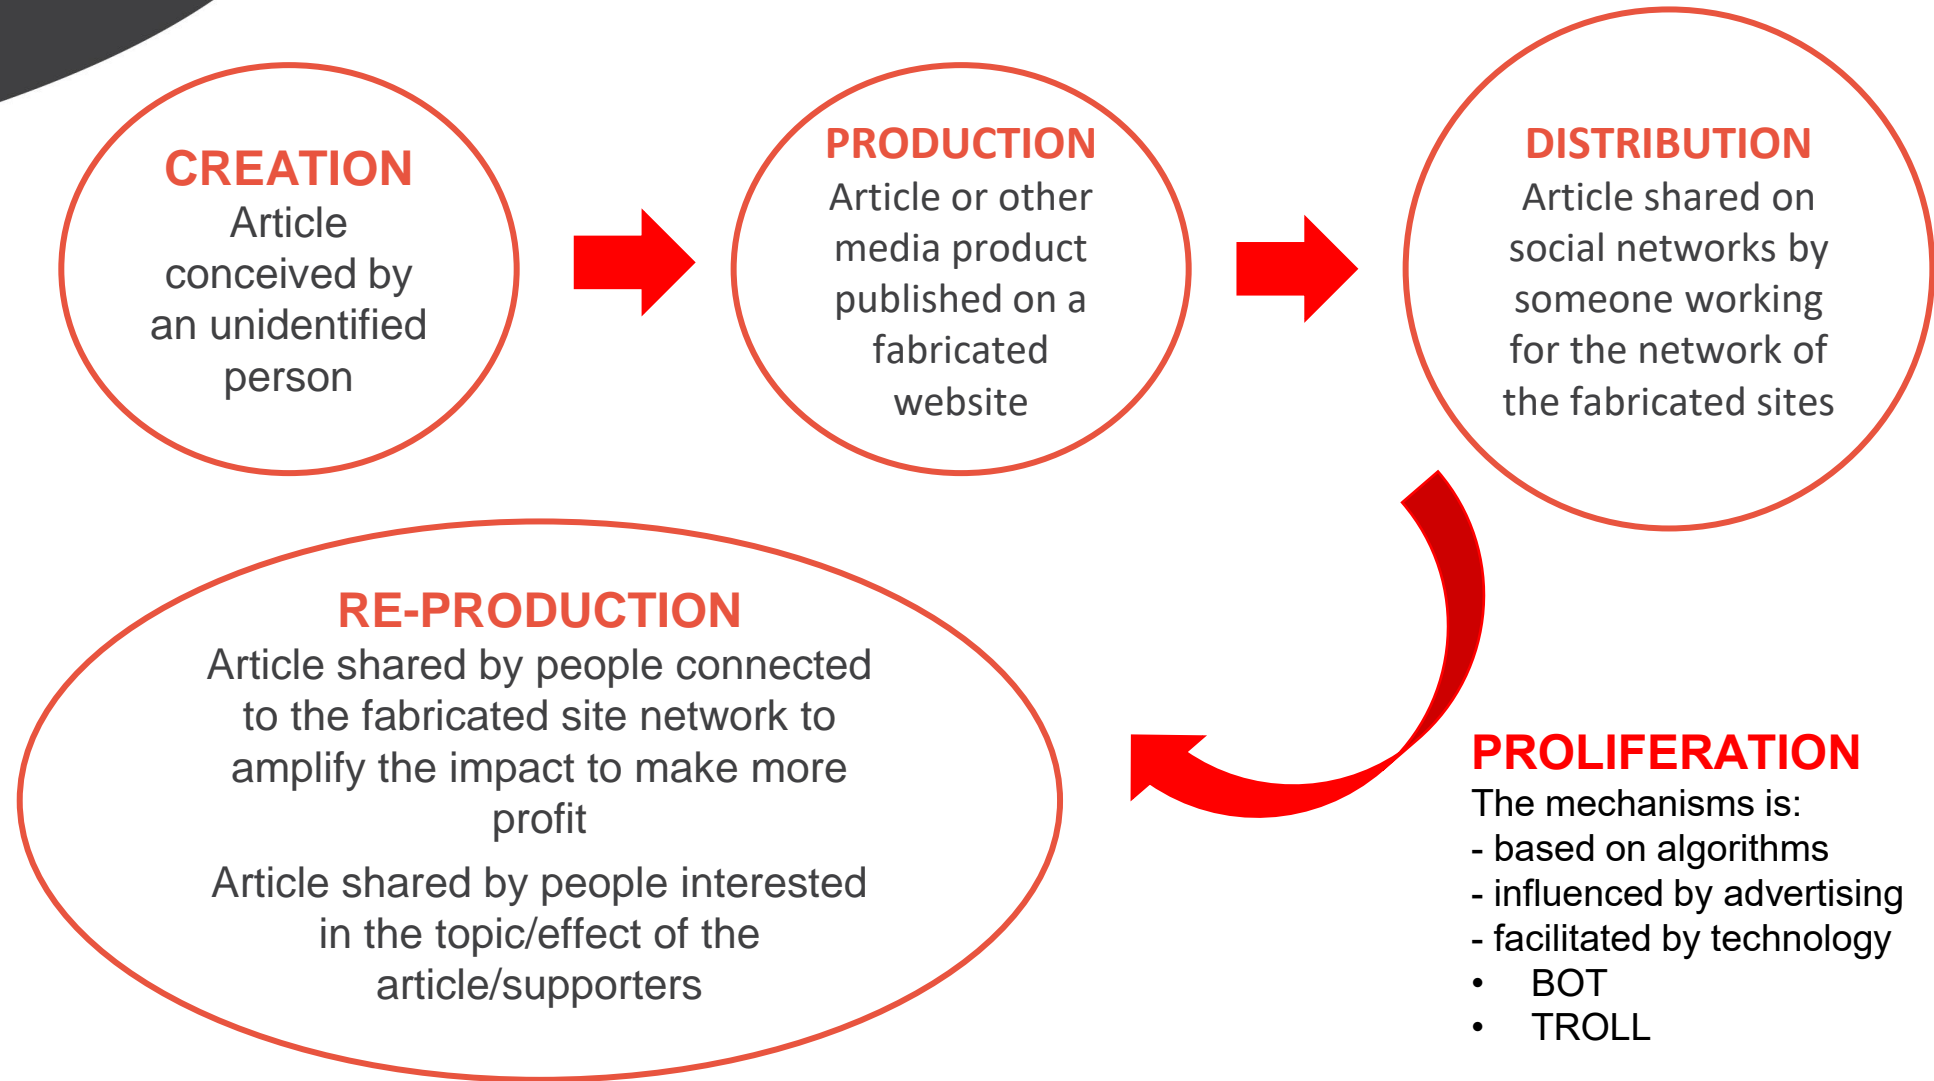 CREATION
Article
conceived by
an unidentified
person
PRODUCTION
Article or other
media product
published on a
fabricated
website
DISTRIBUTION
Article shared on
social networks by
someone working
for the network of
the fabricated sites
RE-PRODUCTION
Article shared by people connected
to the fabricated site network to
amplify the impact to make more
profit
Article shared by people interested
in the topic/effect of the
article/supporters
PROLIFERATION
The mechanisms is:
- based on algorithms
- influenced by advertising
- facilitated by technology
• BOT
• TROLL